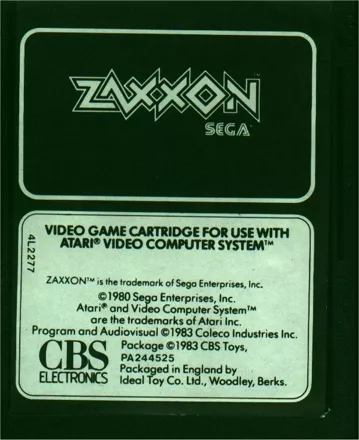 ZAXXON™
SEGA
4L2277
VIDEO GAME CARTRIDGE FOR USE WITH
ATARI® VIDEO COMPUTER SYSTEM™
ZAXXON™ is the trademark of Sega Enterprises, Inc.
©1980 Sega Enterprises, Inc.
Atari® and Video Computer System™
are the trademarks of Atari Inc.
Program and Audiovisual ©1983 Coleco Industries Inc.
CBS
ELECTRONICS
Package ©1983 CBS Toys,
PA244525
Packaged in England by
Ideal Toy Co. Ltd., Woodley, Berks.